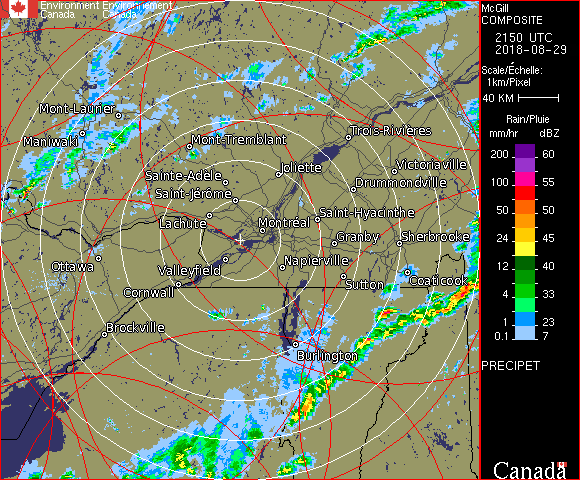 Environment Environnement
Canada Canada
McGill
COMPOSITE
2150 UTC
2018-08-29
Scale/Échelle:
1km/Pixel
40 KM
Rain/Pluie
mm/hr dBZ
200 60
155
100 55
50 50
24 45
12 40
4 33
2 28
1 23
0.1 7
PRECIPET
Canada
Mont-Laurier
Maniwaki
Mont-Tremblant
Trois-Rivières
Sainte-Adèle
Joliette
Victoriaville
Saint-Jérôme
Drummondville
Lachute
Montréal
Saint-Hyacinthe
Granby
Sherbrooke
Ottawa
Valleyfield
Napierville
Cornwall
Sutton
Coaticook
Brockville
Burlington